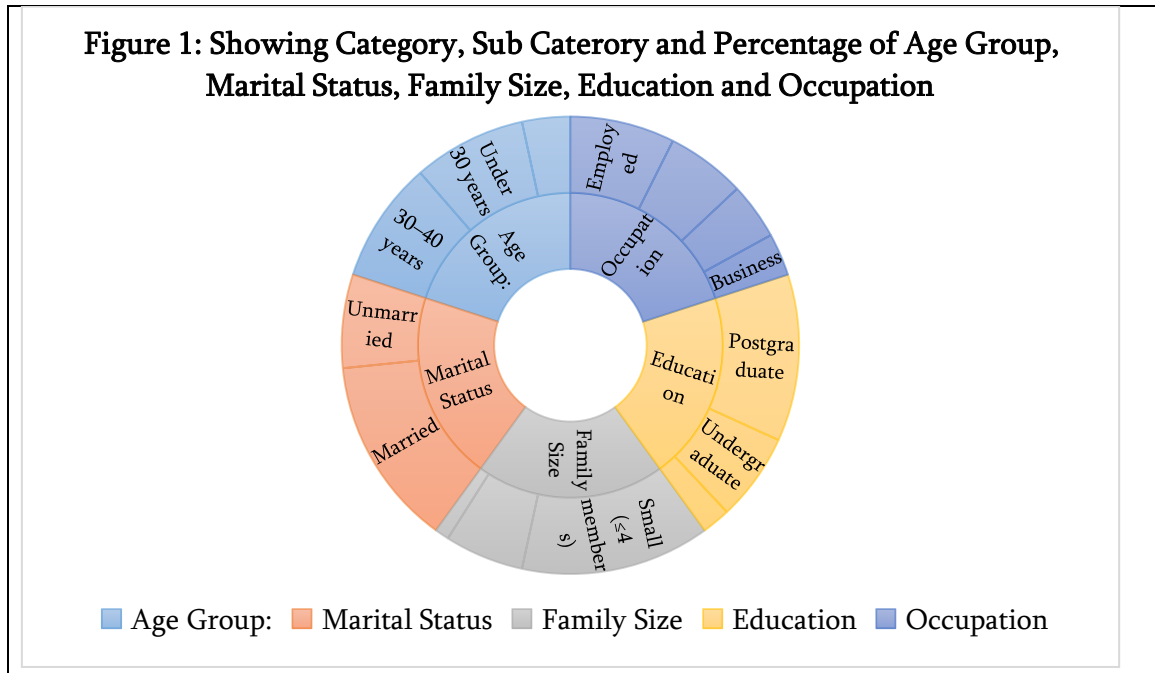 Figure 1: Showing Category, Sub Caterory and Percentage of Age Group,
Marital Status, Family Size, Education and Occupation
Employ
ed
Under
30 years
30–40
years
Age
Group:
Occupat
ion
Business
Unmarr
ied
Marital
Status
Married
Educati
on
Postgra
duate
Undergr
aduate
Family
Size
Small
(≤4
member
s)
Age Group:
Marital Status
Family Size
Education
Occupation